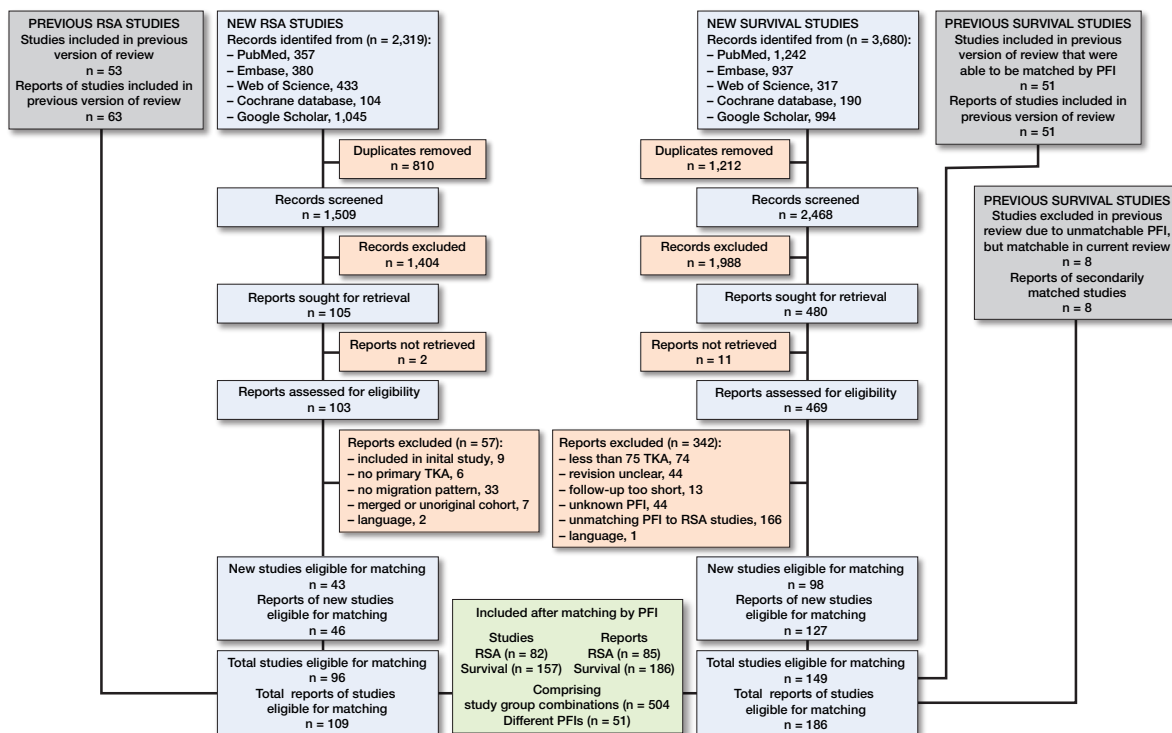 PREVIOUS RSA STUDIES
Studies included in previous
version of review
n = 53
Reports of studies included in
previous version of review
n = 63
NEW RSA STUDIES
Records identifed from (n = 2,319):
– PubMed, 357
– Embase, 380
– Web of Science, 433
– Cochrane database, 104
– Google Scholar, 1,045
Duplicates removed
n = 810
Records screened
n = 1,509
Records excluded
n = 1,404
Reports sought for retrieval
n = 105
Reports not retrieved
n = 2
Reports assessed for eligibility
n = 103
Reports excluded (n = 57):
– included in inital study, 9
– no primary TKA, 6
– no migration pattern, 33
– merged or unoriginal cohort, 7
– language, 2
New studies eligible for matching
n = 43
Reports of new studies
eligible for matching
n = 46
Total studies eligible for matching
n = 96
Total reports of studies
eligible for matching
n = 109
NEW SURVIVAL STUDIES
Records identifed from (n = 3,680):
– PubMed, 1,242
– Embase, 937
– Web of Science, 317
– Cochrane database, 190
– Google Scholar, 994
Duplicates removed
n = 1,212
Records screened
n = 2,468
Records excluded
n = 1,988
Reports sought for retrieval
n = 480
Reports not retrieved
n = 11
Reports assessed for eligibility
n = 469
Reports excluded (n = 342):
– less than 75 TKA, 74
– revision unclear, 44
– follow-up too short, 13
– unknown PFI, 44
– unmatching PFI to RSA studies, 166
– language, 1
New studies eligible for matching
n = 98
Reports of new studies
eligible for matching
n = 127
Total studies eligible for matching
n = 149
Total reports of studies
eligible for matching
n = 186
PREVIOUS SURVIVAL STUDIES
Studies included in previous
version of review that were
able to be matched by PFI
n = 51
Reports of studies included in
previous version of review
n = 51
PREVIOUS SURVIVAL STUDIES
Studies excluded in previous
review due to unmatchable PFI,
but matchable in current review
n = 8
Reports of secondarily
matched studies
n = 8
Included after matching by PFI
Studies Reports
RSA (n = 82) RSA (n = 85)
Survival (n = 157) Survival (n = 186)
Comprising
study group combinations (n = 504
Different PFIs (n = 51)